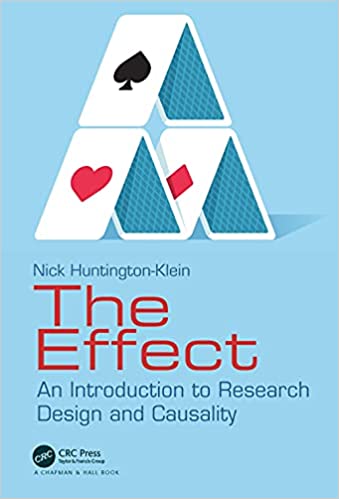 Nick Huntington-Klein
The
Effect
An Introduction to Research
Design and Causality
CRC
CRC Press
Taylor & Francis Group
A CHAPMAN & HALL BOOK